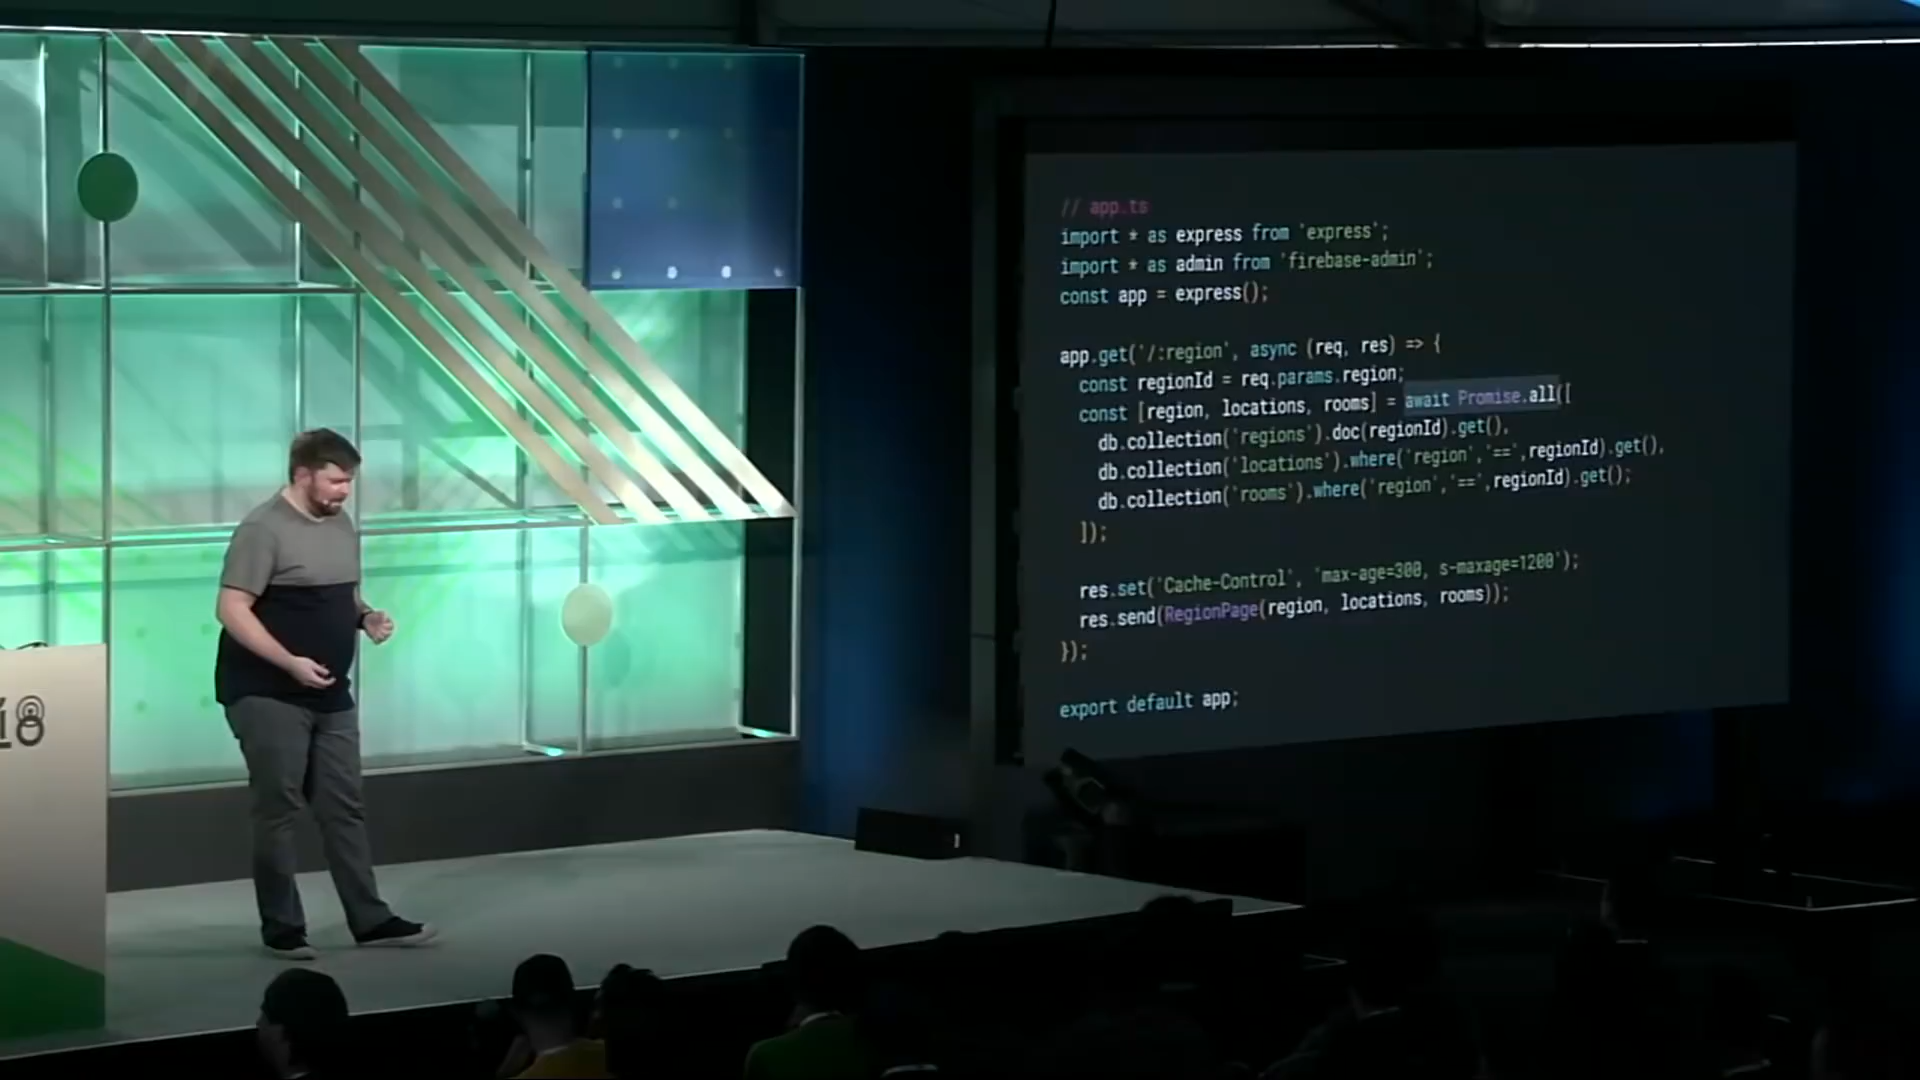 // app.ts
import * as express from 'express';
import * as admin from 'firebase-admin';
const app = express();
app.get('/:region', async (req, res) => {
const regionId = req.params.region;
const [region, locations, rooms] = await Promise.all([
db.collection('regions').doc(regionId).get(),
db.collection('locations').where('region','==',regionId).get(),
db.collection('rooms').where('region','==',regionId).get();
]);
res.set('Cache-Control', 'max-age=300, s-maxage=1200');
res.send(RegionPage(region, locations, rooms));
});
export default app;
18